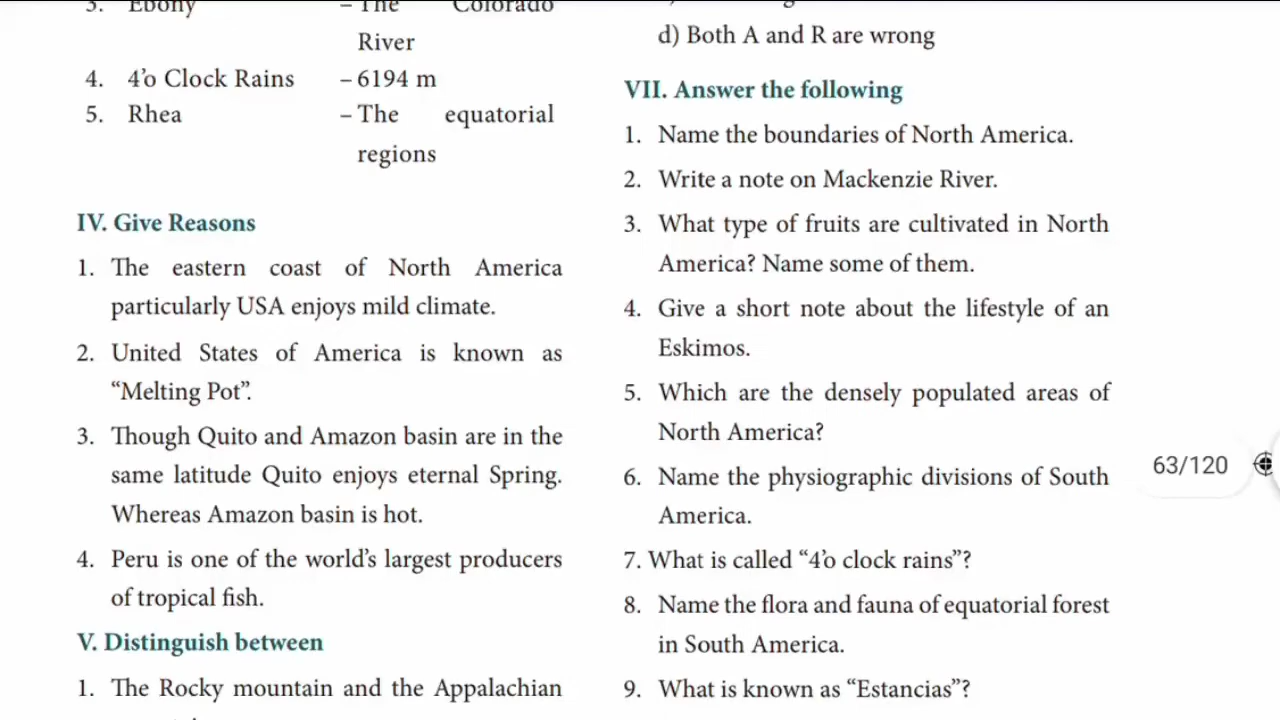 3. Ebony – The Colorado
River
4. 4'o Clock Rains – 6194 m
5. Rhea – The equatorial
regions
IV. Give Reasons
1. The eastern coast of North America
particularly USA enjoys mild climate.
2. United States of America is known as
“Melting Pot”.
3. Though Quito and Amazon basin are in the
same latitude Quito enjoys eternal Spring.
Whereas Amazon basin is hot.
4. Peru is one of the world’s largest producers
of tropical fish.
V. Distinguish between
1. The Rocky mountain and the Appalachian
d) Both A and R are wrong
VII. Answer the following
1. Name the boundaries of North America.
2. Write a note on Mackenzie River.
3. What type of fruits are cultivated in North
America? Name some of them.
4. Give a short note about the lifestyle of an
Eskimos.
5. Which are the densely populated areas of
North America?
6. Name the physiographic divisions of South
America.
7. What is called “4'o clock rains”?
8. Name the flora and fauna of equatorial forest
in South America.
9. What is known as “Estancias”?
63/120